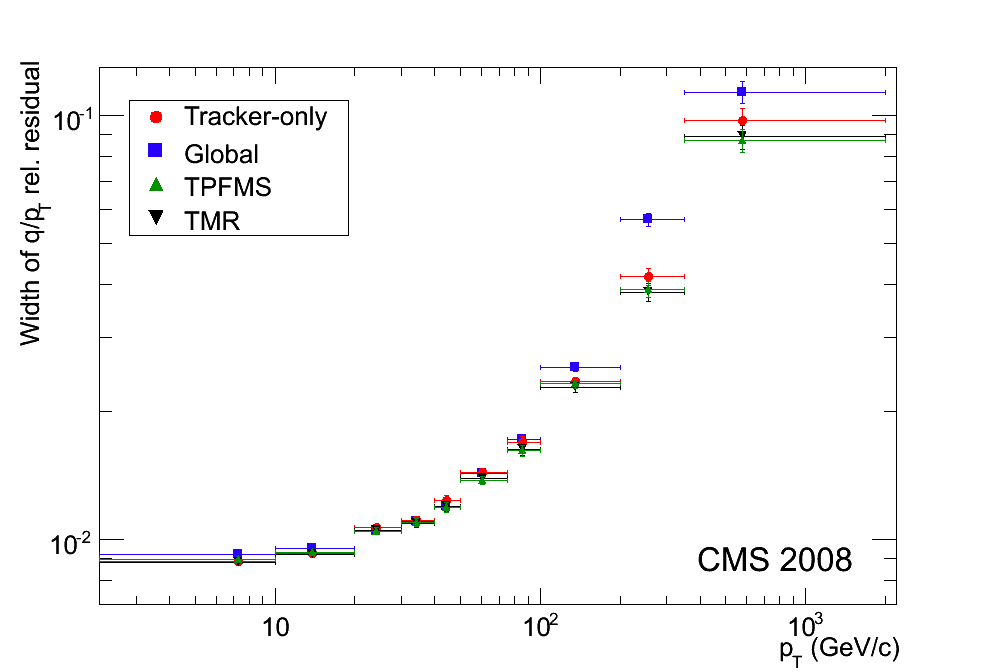 Width of q/p_T rel. residual
10^-1
10^-2
Tracker-only
Global
TPFMS
TMR
CMS 2008
10
10^2
10^3
p_T (GeV/c)